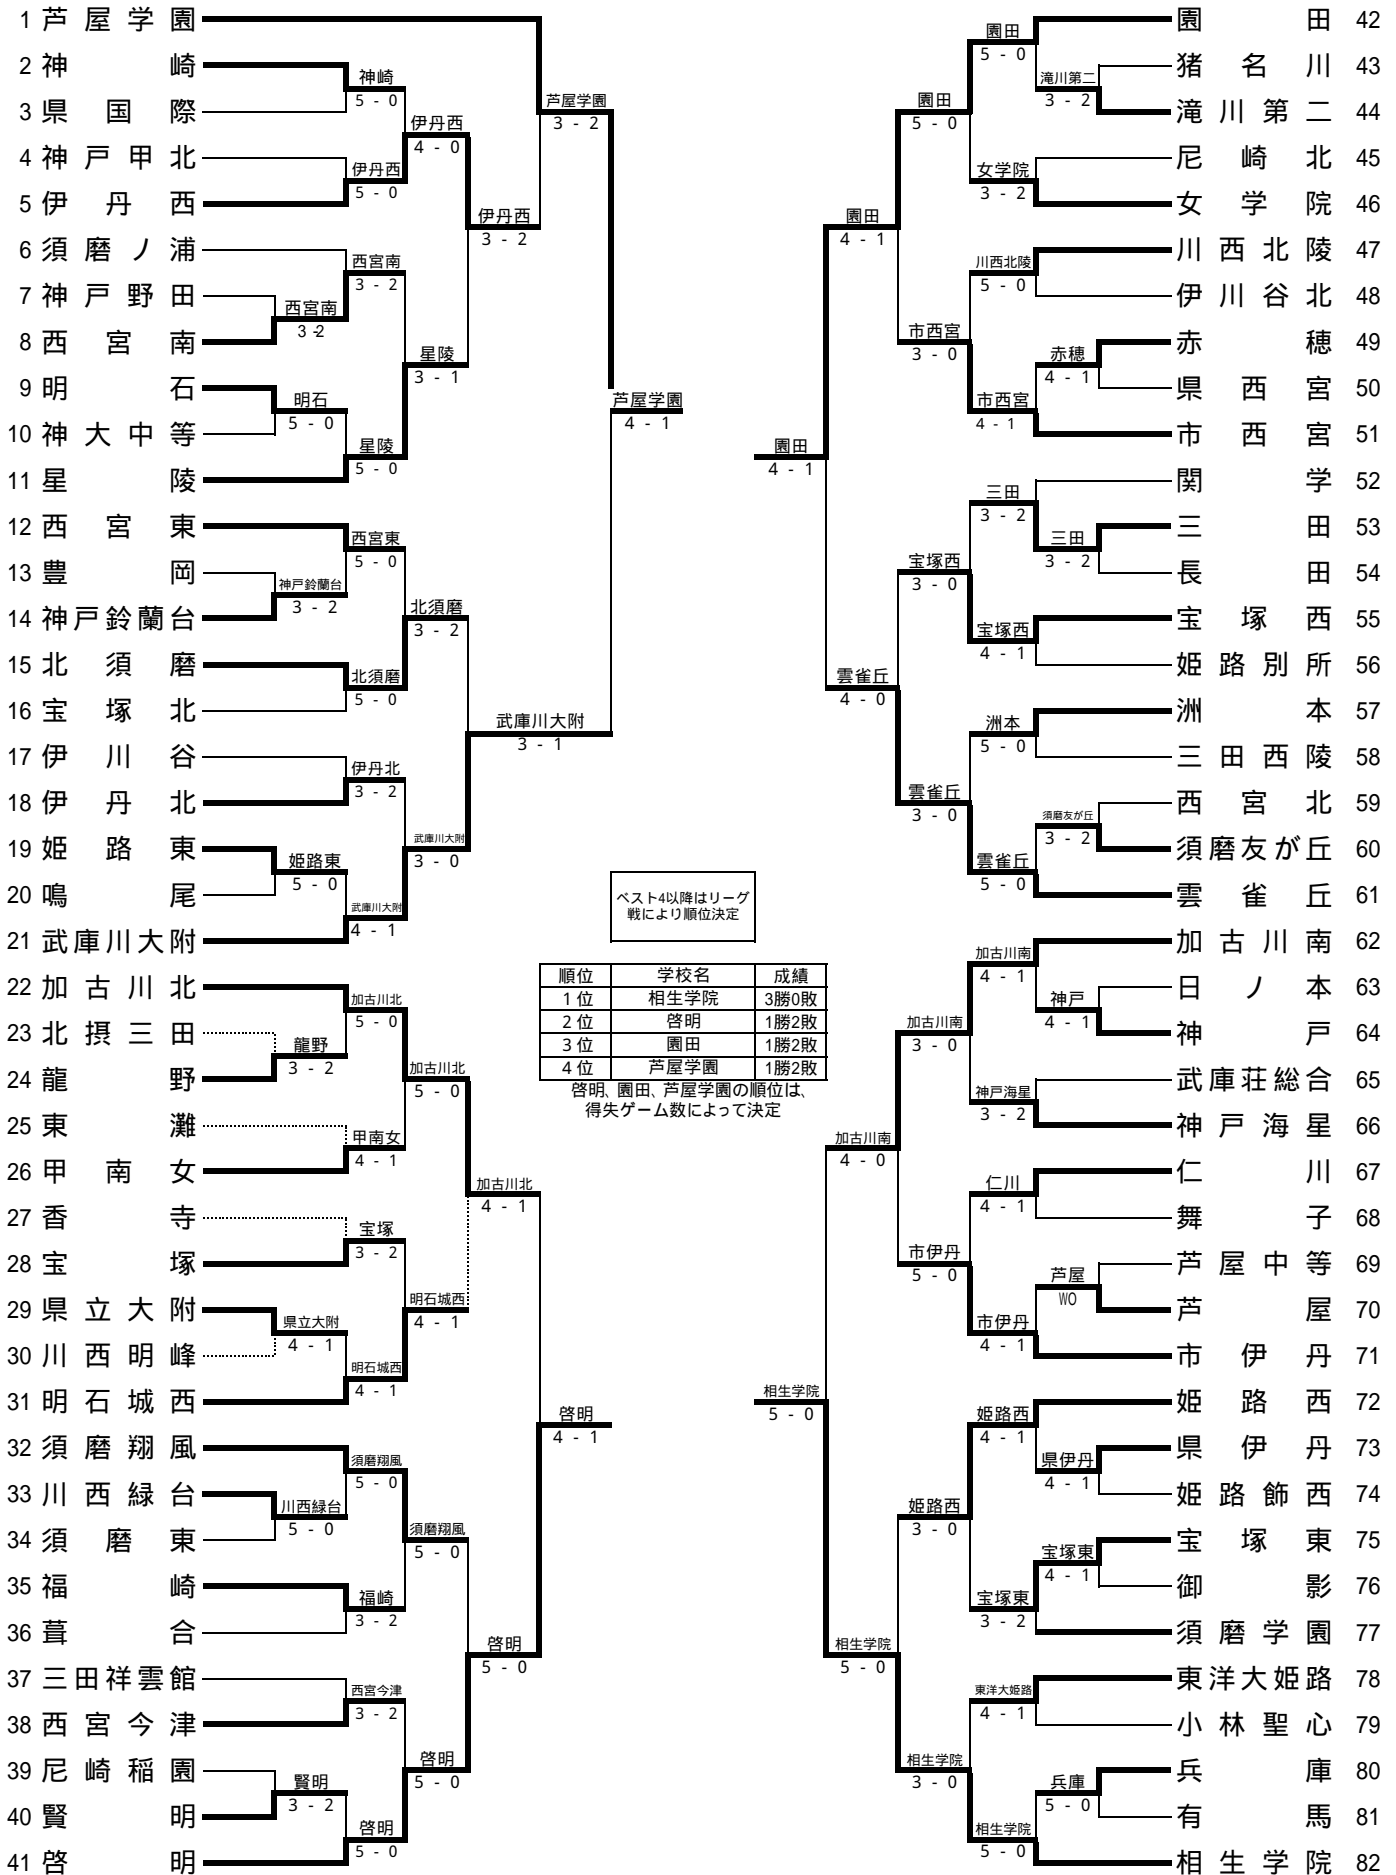 1 芦屋学園
2 神崎
3 県国際
4 神戸甲北
5 伊丹西
6 須磨ノ浦
7 神戸野田
8 西宮南
9 明石
10 神大中等
11 星陵
12 西宮東
13 豊岡
14 神戸鈴蘭台
15 北須磨
16 宝塚北
17 伊川谷
18 伊丹北
19 姫路東
20 鳴尾
21 武庫川大附
22 加古川北
23 北摂三田
24 龍野
25 東灘
26 甲南女
27 香寺
28 宝塚
29 県立大附
30 川西明峰
31 明石城西
32 須磨翔風
33 川西緑台
34 須磨東
35 福崎
36 葺合
37 三田祥雲館
38 西宮今津
39 尼崎稲園
40 賢明
41 啓明
西宮南
3-2
明石
5 - 0
神戸鈴蘭台
3 - 2
姫路東
5 - 0
龍野
3 - 2
県立大附
4 - 1
川西緑台
5 - 0
賢明
3 - 2
神崎
5 - 0
伊丹西
5 - 0
西宮南
3 - 2
星陵
5 - 0
西宮東
5 - 0
北須磨
5 - 0
伊丹北
3 - 2
武庫川大附
4 - 1
加古川北
5 - 0
甲南女
4 - 1
宝塚
3 - 2
明石城西
4 - 1
須磨翔風
5 - 0
福崎
3 - 2
西宮今津
3 - 2
啓明
5 - 0
伊丹西
4 - 0
星陵
3 - 1
北須磨
3 - 2
武庫川大附
3 - 0
加古川北
5 - 0
明石城西
4 - 1
須磨翔風
5 - 0
啓明
5 - 0
伊丹西
3 - 2
武庫川大附
3 - 1
加古川北
4 - 1
啓明
5 - 0
芦屋学園
3 - 2
啓明
4 - 1
芦屋学園
4 - 1
ベスト4以降はリーグ
戦により順位決定
順位 学校名 成績
1位 相生学院 3勝0敗
2位 啓明 1勝2敗
3位 園田 1勝2敗
4位 芦屋学園 1勝2敗
啓明、園田、芦屋学園の順位は、
得失ゲーム数によって決定
園田
4 - 1
相生学院
5 - 0
園田
4 - 1
雲雀丘
4 - 0
加古川南
4 - 0
相生学院
5 - 0
園田
5 - 0
市西宮
3 - 0
宝塚西
3 - 0
雲雀丘
3 - 0
加古川南
3 - 0
市伊丹
5 - 0
姫路西
3 - 0
相生学院
3 - 0
園田
5 - 0
女学院
3 - 2
川西北陵
5 - 0
市西宮
4 - 1
三田
3 - 2
宝塚西
4 - 1
洲本
5 - 0
雲雀丘
5 - 0
加古川南
4 - 1
神戸海星
3 - 2
仁川
4 - 1
市伊丹
4 - 1
姫路西
4 - 1
宝塚東
3 - 2
東洋大姫路
4 - 1
相生学院
5 - 0
滝川第二
3 - 2
赤穂
4 - 1
三田
3 - 2
須磨友が丘
3 - 2
神戸
4 - 1
芦屋
WO
県伊丹
4 - 1
宝塚東
4 - 1
兵庫
5 - 0
園田 42
猪名川 43
滝川第二 44
尼崎北 45
女学院 46
川西北陵 47
伊川谷北 48
赤穂 49
県西宮 50
市西宮 51
関学 52
三田 53
長田 54
宝塚西 55
姫路別所 56
洲本 57
三田西陵 58
西宮北 59
須磨友が丘 60
雲雀丘 61
加古川南 62
日ノ本 63
神戸 64
武庫荘総合 65
神戸海星 66
仁川 67
舞子 68
芦屋中等 69
芦屋 70
市伊丹 71
姫路西 72
県伊丹 73
姫路飾西 74
宝塚東 75
御影 76
須磨学園 77
東洋大姫路 78
小林聖心 79
兵庫 80
有馬 81
相生学院 82